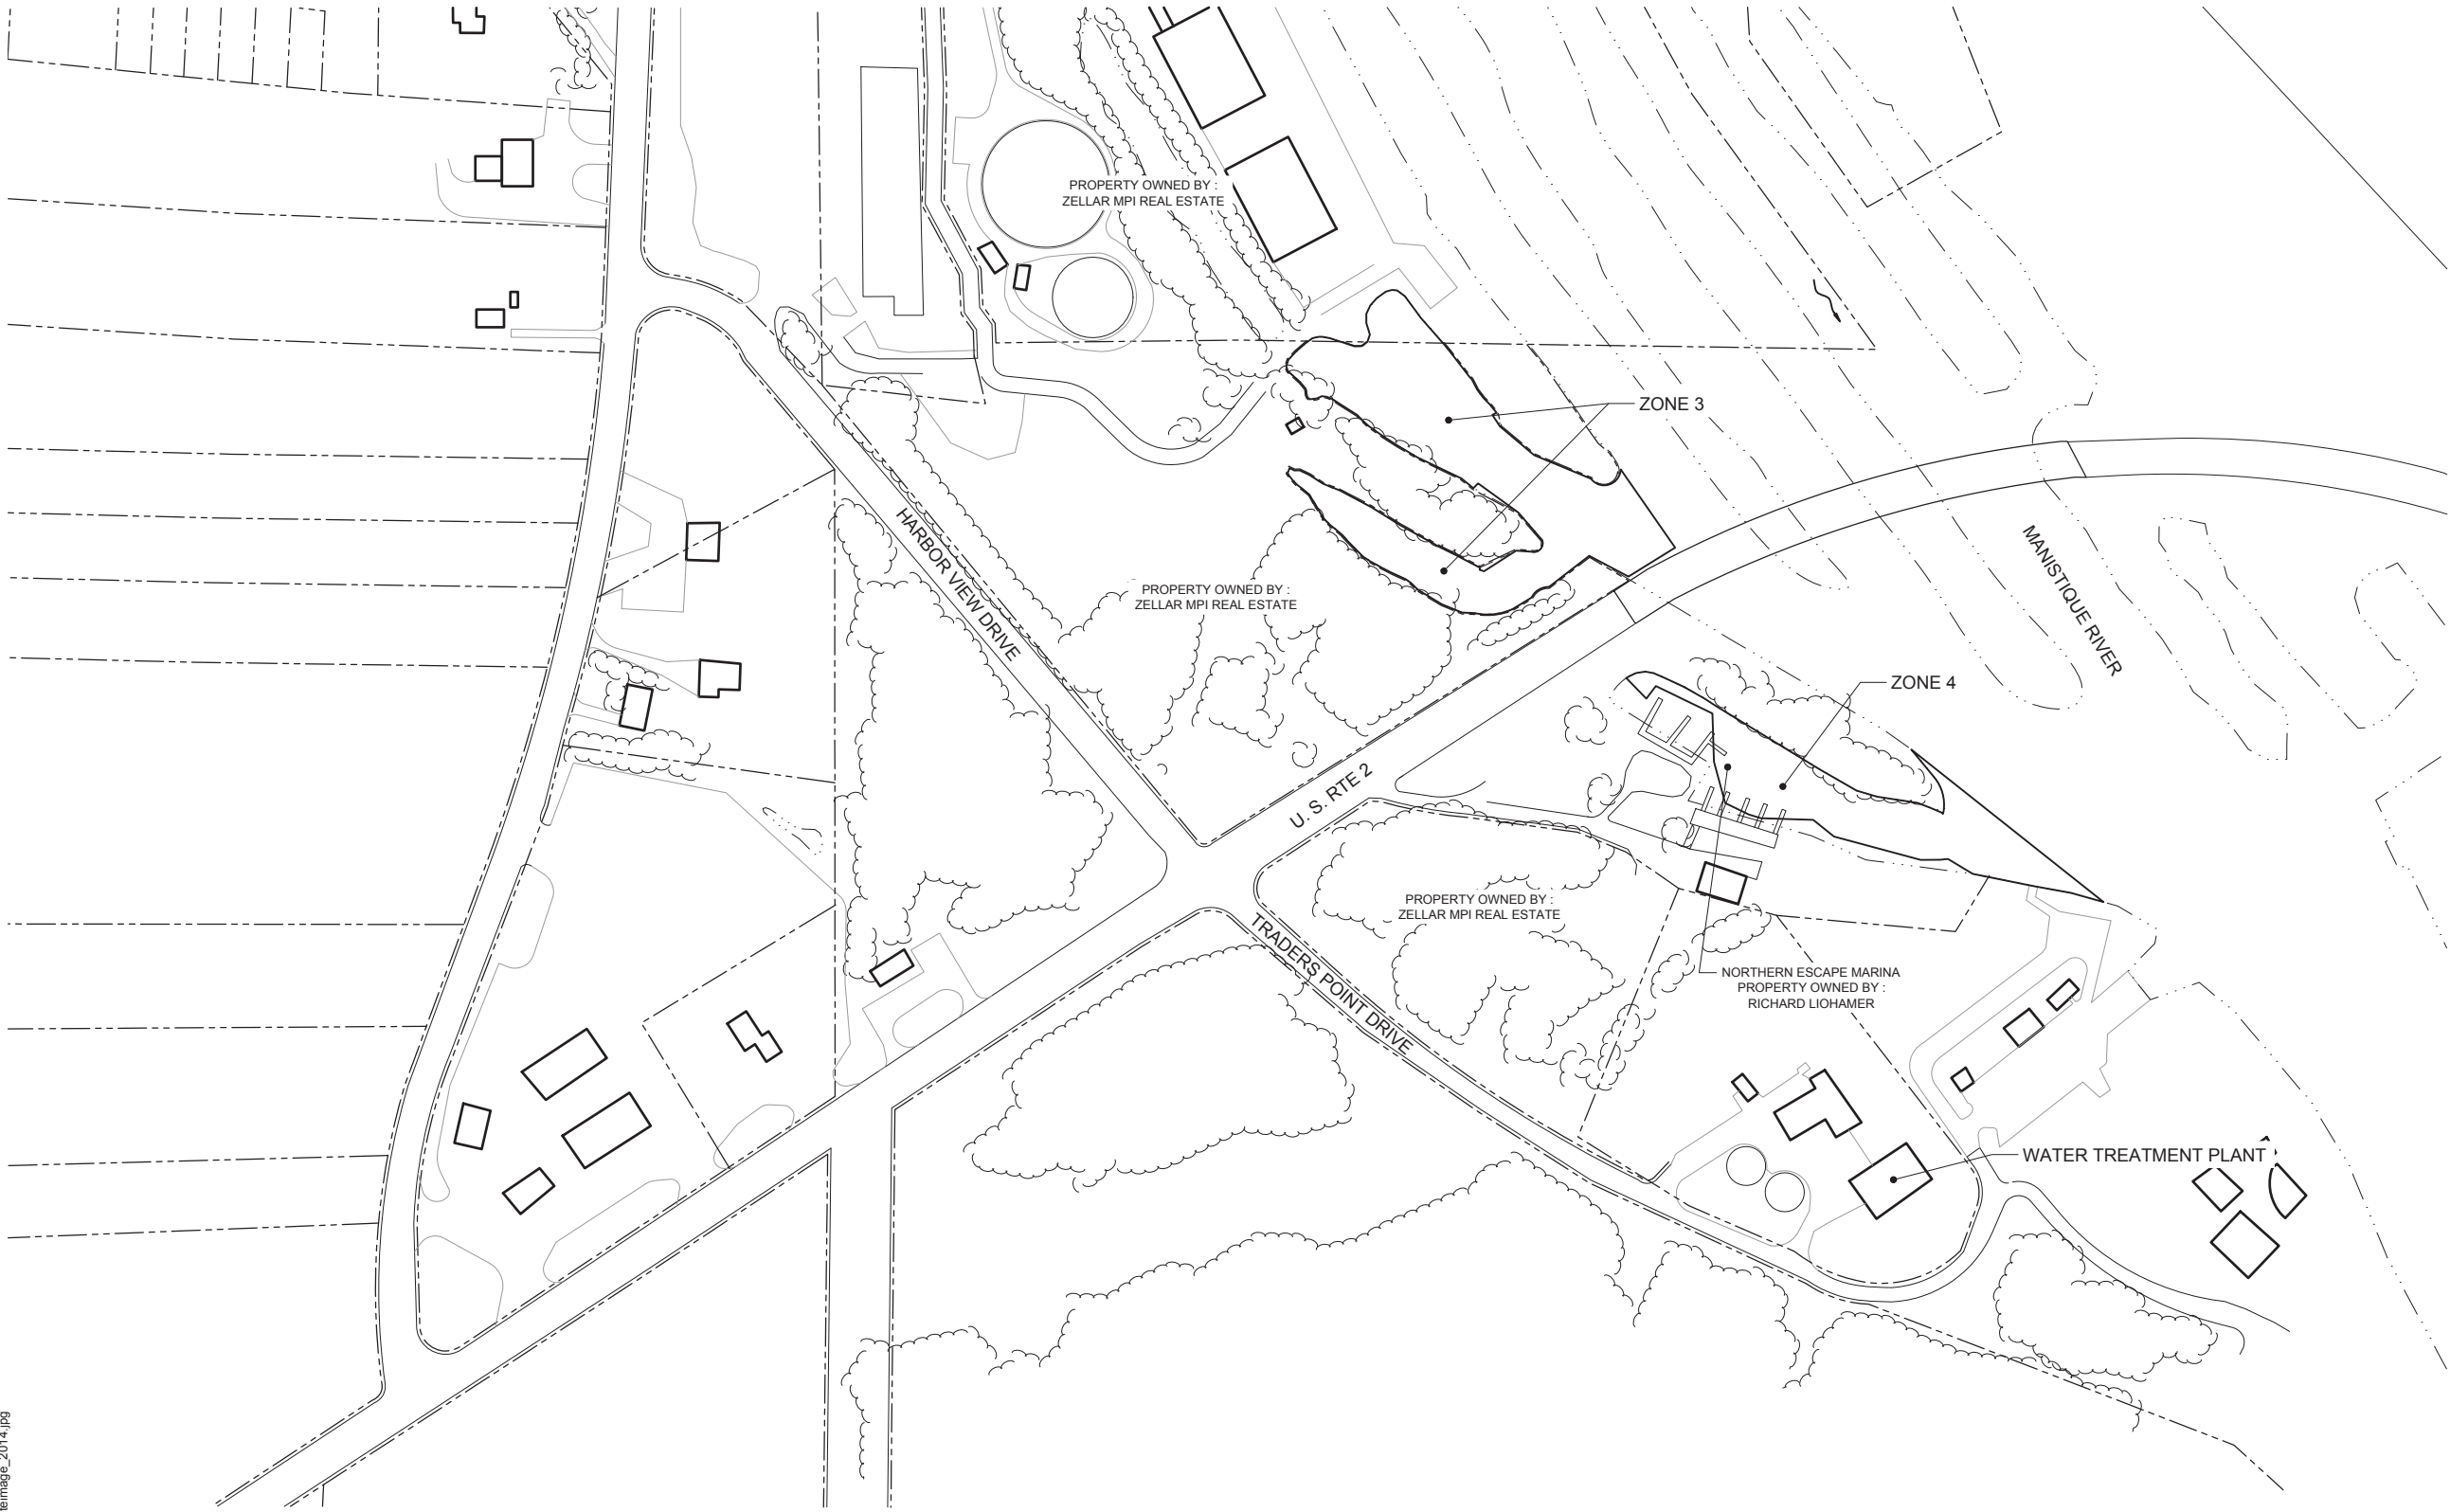 PROPERTY OWNED BY :
ZELLAR MPI REAL ESTATE
ZONE 3
HARBOR VIEW DRIVE
PROPERTY OWNED BY :
ZELLAR MPI REAL ESTATE
MANISTIQUE RIVER
ZONE 4
U. S. RTE 2
PROPERTY OWNED BY :
ZELLAR MPI REAL ESTATE
TRADERS POINT DRIVE
NORTHERN ESCAPE MARINA
PROPERTY OWNED BY :
RICHARD LIOHAMER
WATER TREATMENT PLANT